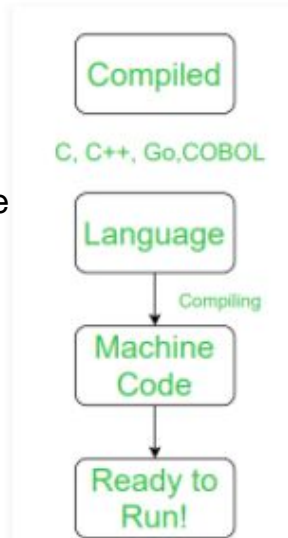 Compiled
C, C++, Go,COBOL
e
Language
Compiling
Machine
Code
Ready to
Run!